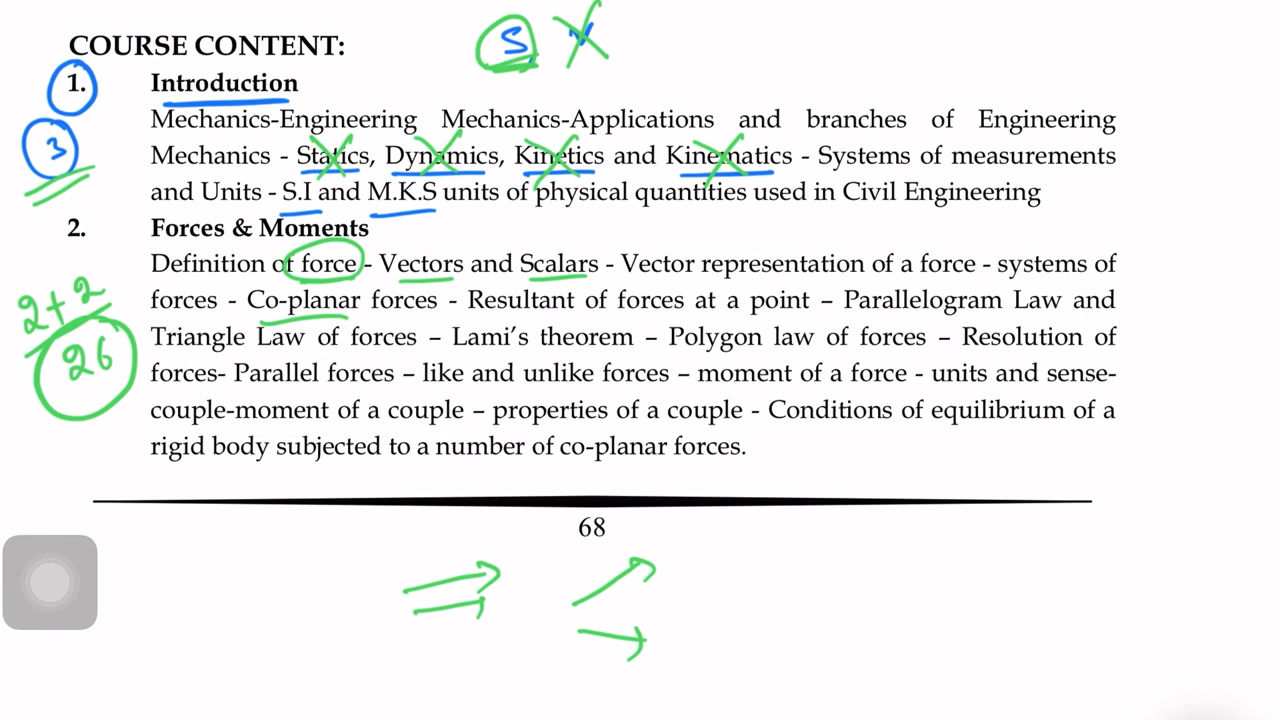 S
COURSE CONTENT:
1. Introduction
3
Mechanics-Engineering Mechanics-Applications and branches of Engineering
Mechanics - Statics, Dynamics, Kinetics and Kinematics - Systems of measurements
and Units - S.I and M.K.S units of physical quantities used in Civil Engineering
2. Forces & Moments
Definition of force - Vectors and Scalars - Vector representation of a force - systems of
2+2
forces - Co-planar forces - Resultant of forces at a point – Parallelogram Law and
Triangle Law of forces – Lami's theorem – Polygon law of forces – Resolution of
26
forces- Parallel forces – like and unlike forces – moment of a force - units and sense-
couple-moment of a couple – properties of a couple - Conditions of equilibrium of a
rigid body subjected to a number of co-planar forces.
68